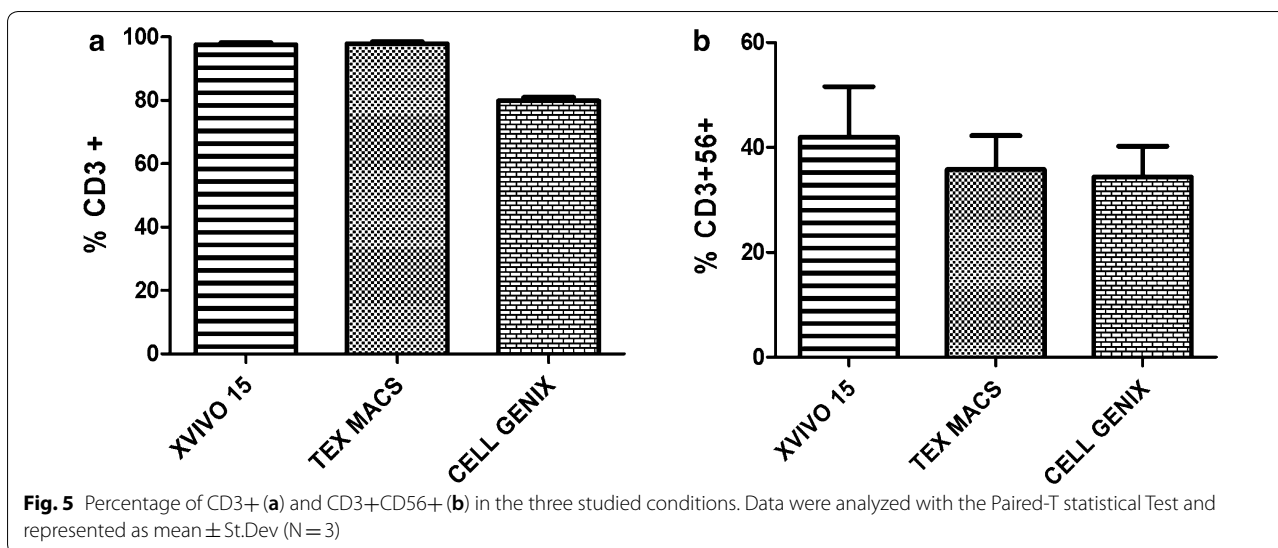 a
100
80
60
40
20
0
% CD3 +
XVIVO 15
TEX MACS
CELL GENIX
b
60
40
20
0
% CD3+56+
XVIVO 15
TEX MACS
CELL GENIX
Fig. 5 Percentage of CD3+ (a) and CD3+CD56+ (b) in the three studied conditions. Data were analyzed with the Paired-T statistical Test and
represented as mean ± St.Dev (N = 3)